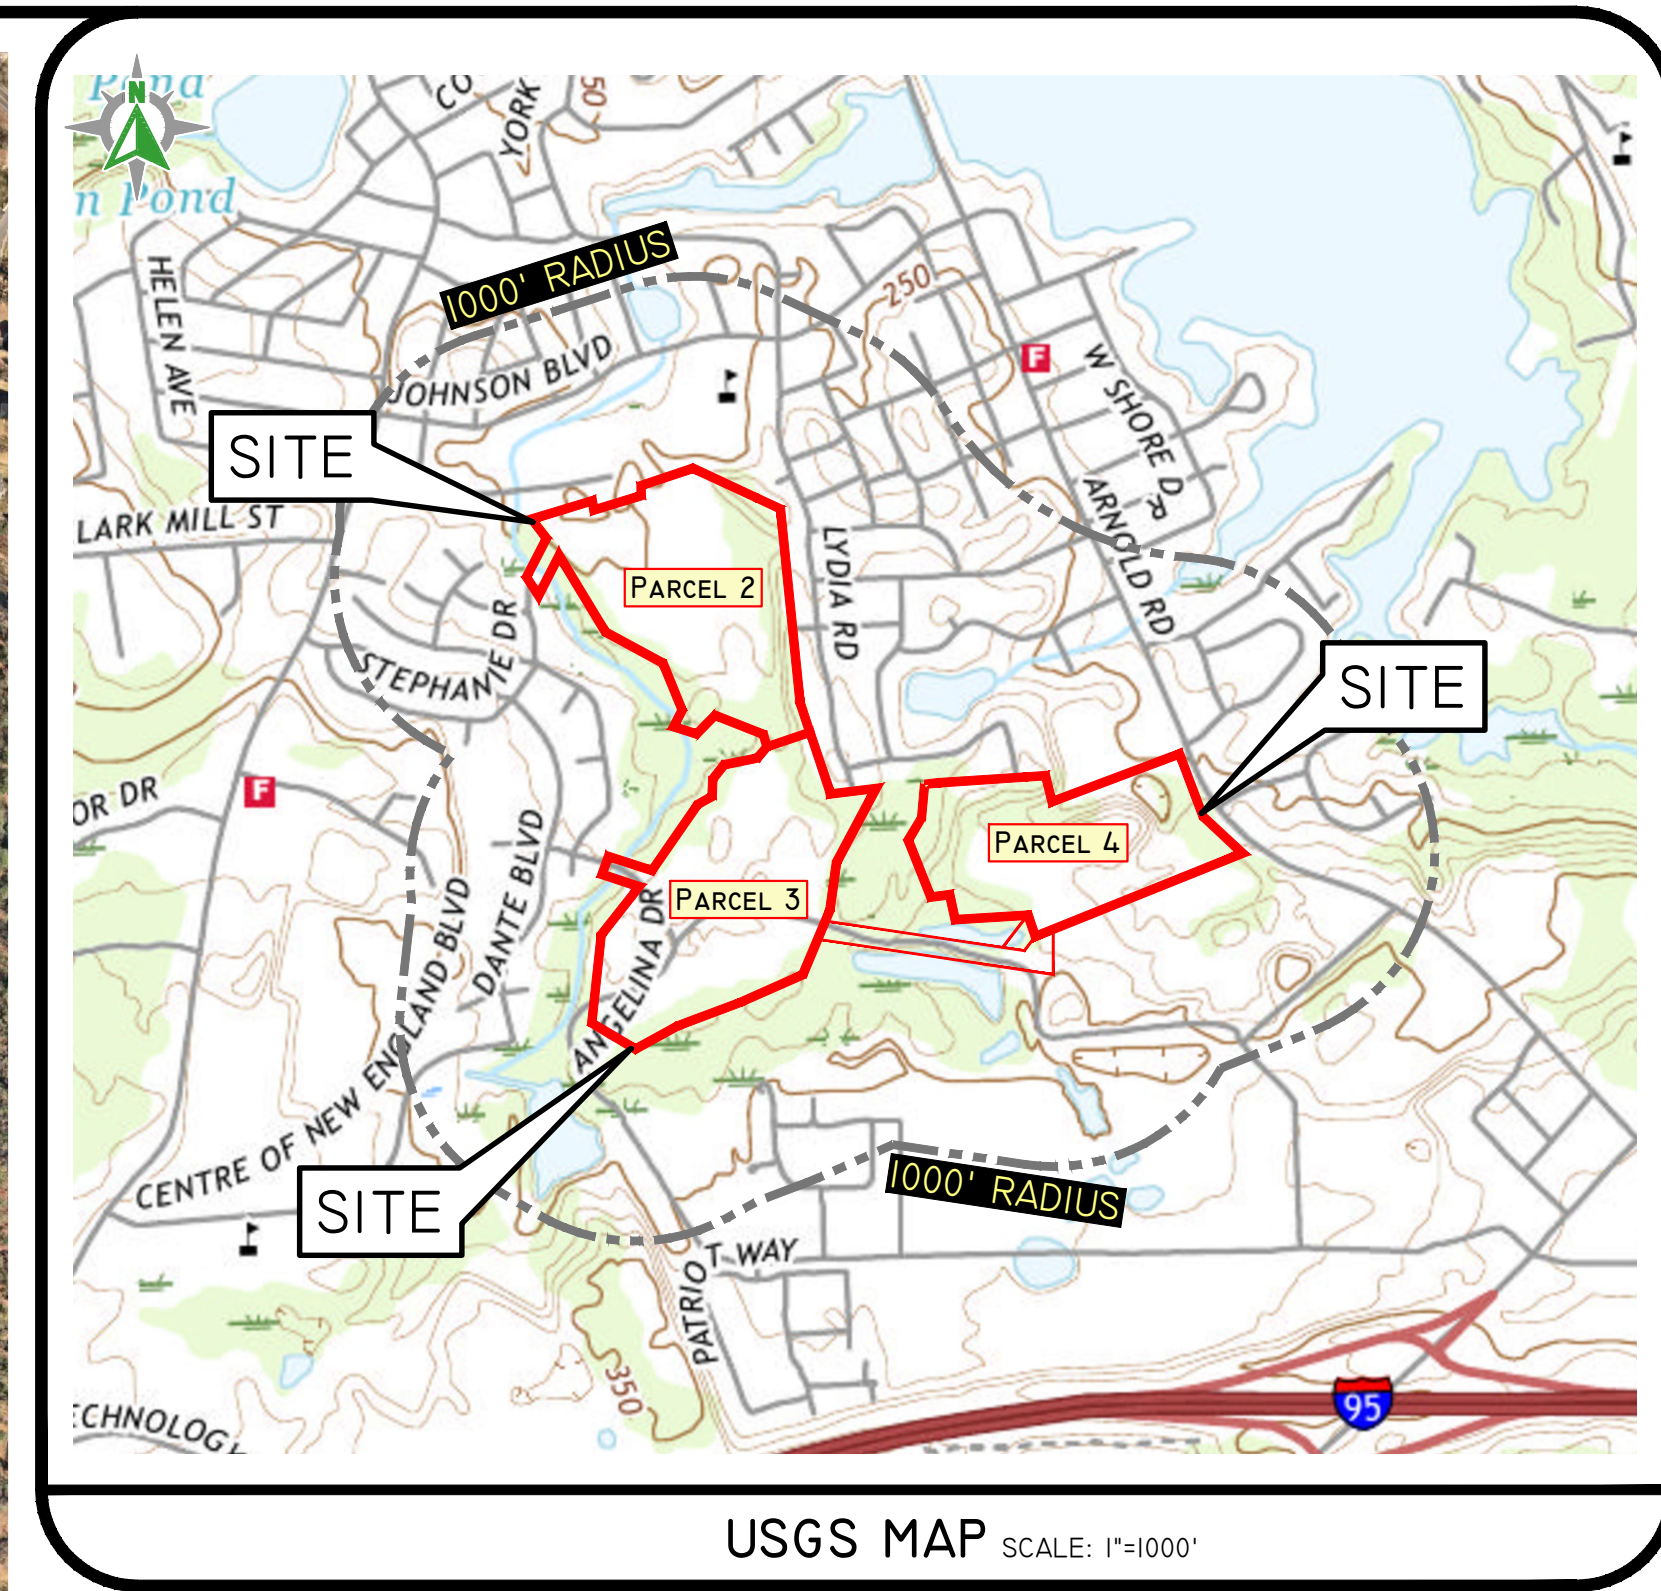 Pond
n Pond
N
CO
YORK
50
1000' RADIUS
HELEN AVE
JOHNSON BLVD
250
F
W SHORE DR
SITE
LARK MILL ST
ARNOLD RD
LYDIA RD
PARCEL 2
STEPHANIE DR
SITE
OR DR
F
DANTE BLVD
PARCEL 4
PARCEL 3
ANGELINA DR
CENTRE OF NEW ENGLAND BLVD
SITE
1000' RADIUS
PATRIOT WAY
350
95
ECHNOLOGY
USGS MAP SCALE: 1"=1000'